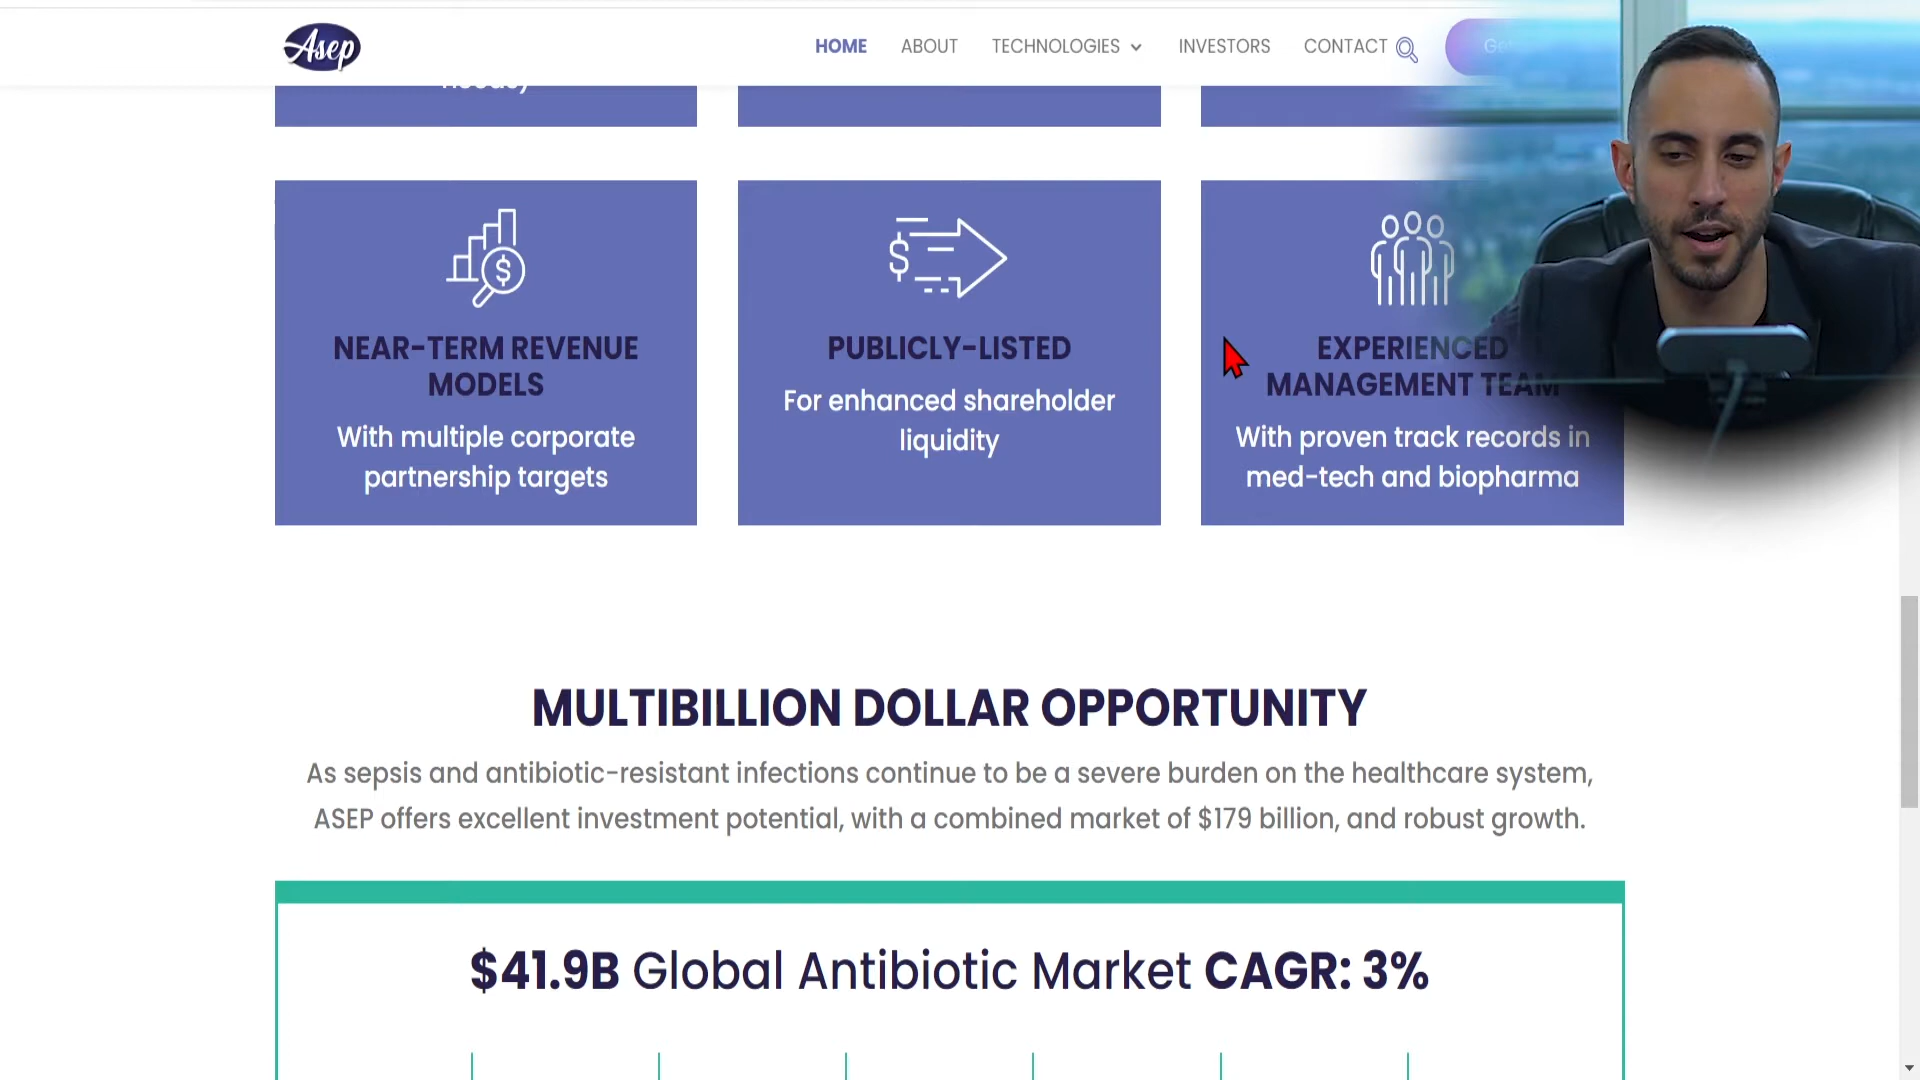 Asep
HOME ABOUT TECHNOLOGIES INVESTORS CONTACT Get
NEAR-TERM REVENUE
MODELS
With multiple corporate
partnership targets
PUBLICLY-LISTED
For enhanced shareholder
liquidity
EXPERIENCED
MANAGEMENT TEAM
With proven track records in
med-tech and biopharma
MULTIBILLION DOLLAR OPPORTUNITY
As sepsis and antibiotic-resistant infections continue to be a severe burden on the healthcare system,
ASEP offers excellent investment potential, with a combined market of $179 billion, and robust growth.
$41.9B Global Antibiotic Market CAGR: 3%